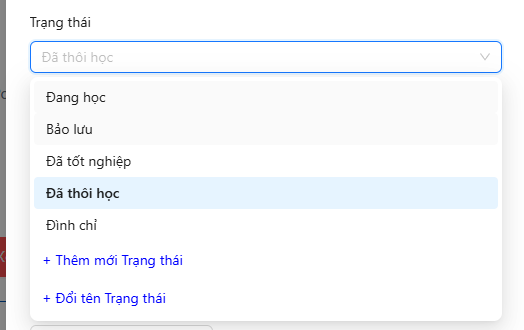 Trạng thái
Đã thôi học
Đang học
Bảo lưu
Đã tốt nghiệp
Đã thôi học
Đình chỉ
+ Thêm mới Trạng thái
+ Đổi tên Trạng thái